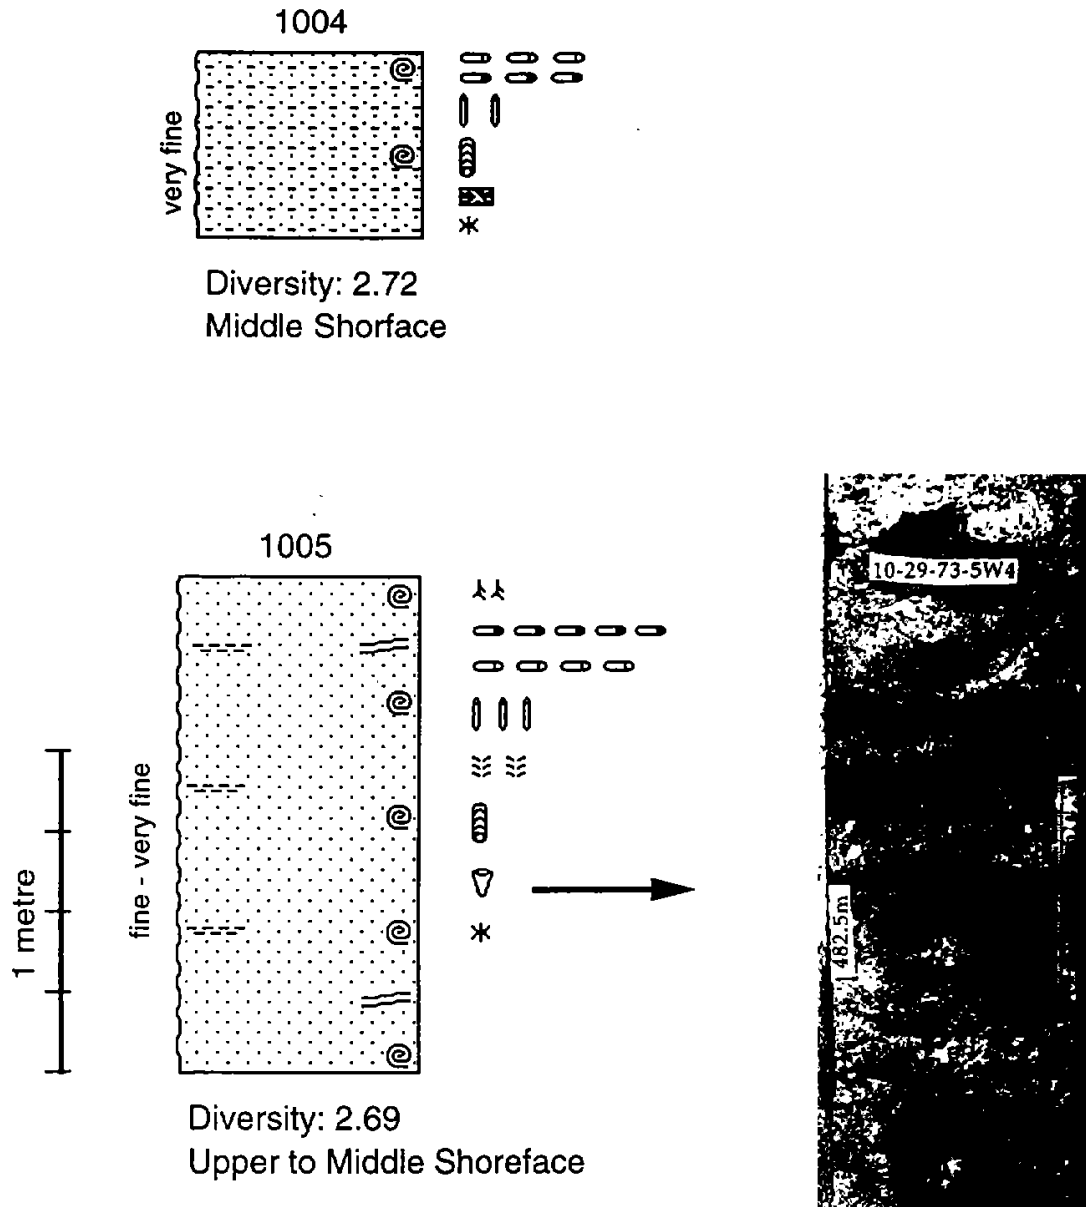 1004
very fine
Diversity: 2.72
Middle Shorface
1005
10-29-73-5W4
fine - very fine
1 metre
482.5m
Diversity: 2.69
Upper to Middle Shoreface